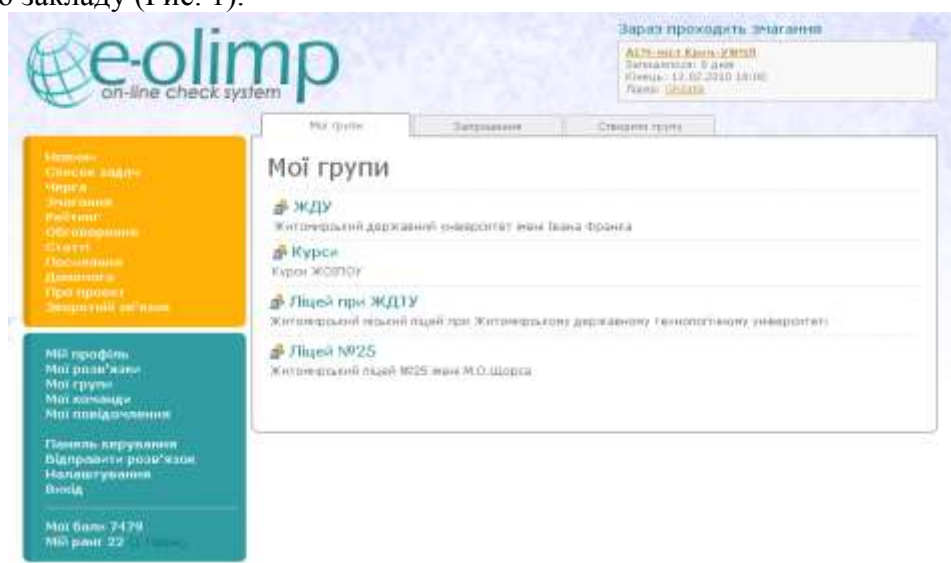 о закладу (Рис. 1).
e-olimp
on-line check system
Зараз проходять змагання
Мої групи
Запрошення
Створити групу
Новини
Список задач
Черга
Змагання
Рейтинг
Обговорення
Статті
Посилання
Допомога
Про проект
Зворотній зв'язок
Мої групи
ЖДУ
Житомирський державний університет імені Івана Франка
Курси
Ліцей при ЖДТУ
Житомирський міський ліцей при Житомирському державному технологічному університеті
Ліцей №25
Житомирський ліцей №25 імені М.О.Щорса
Мій профіль
Мої розв'язки
Мої групи
Мої команди
Мої повідомлення
Панель керування
Відправити розв'язок
Налаштування
Вихід
Мої бали 7479
Мій ранг 22